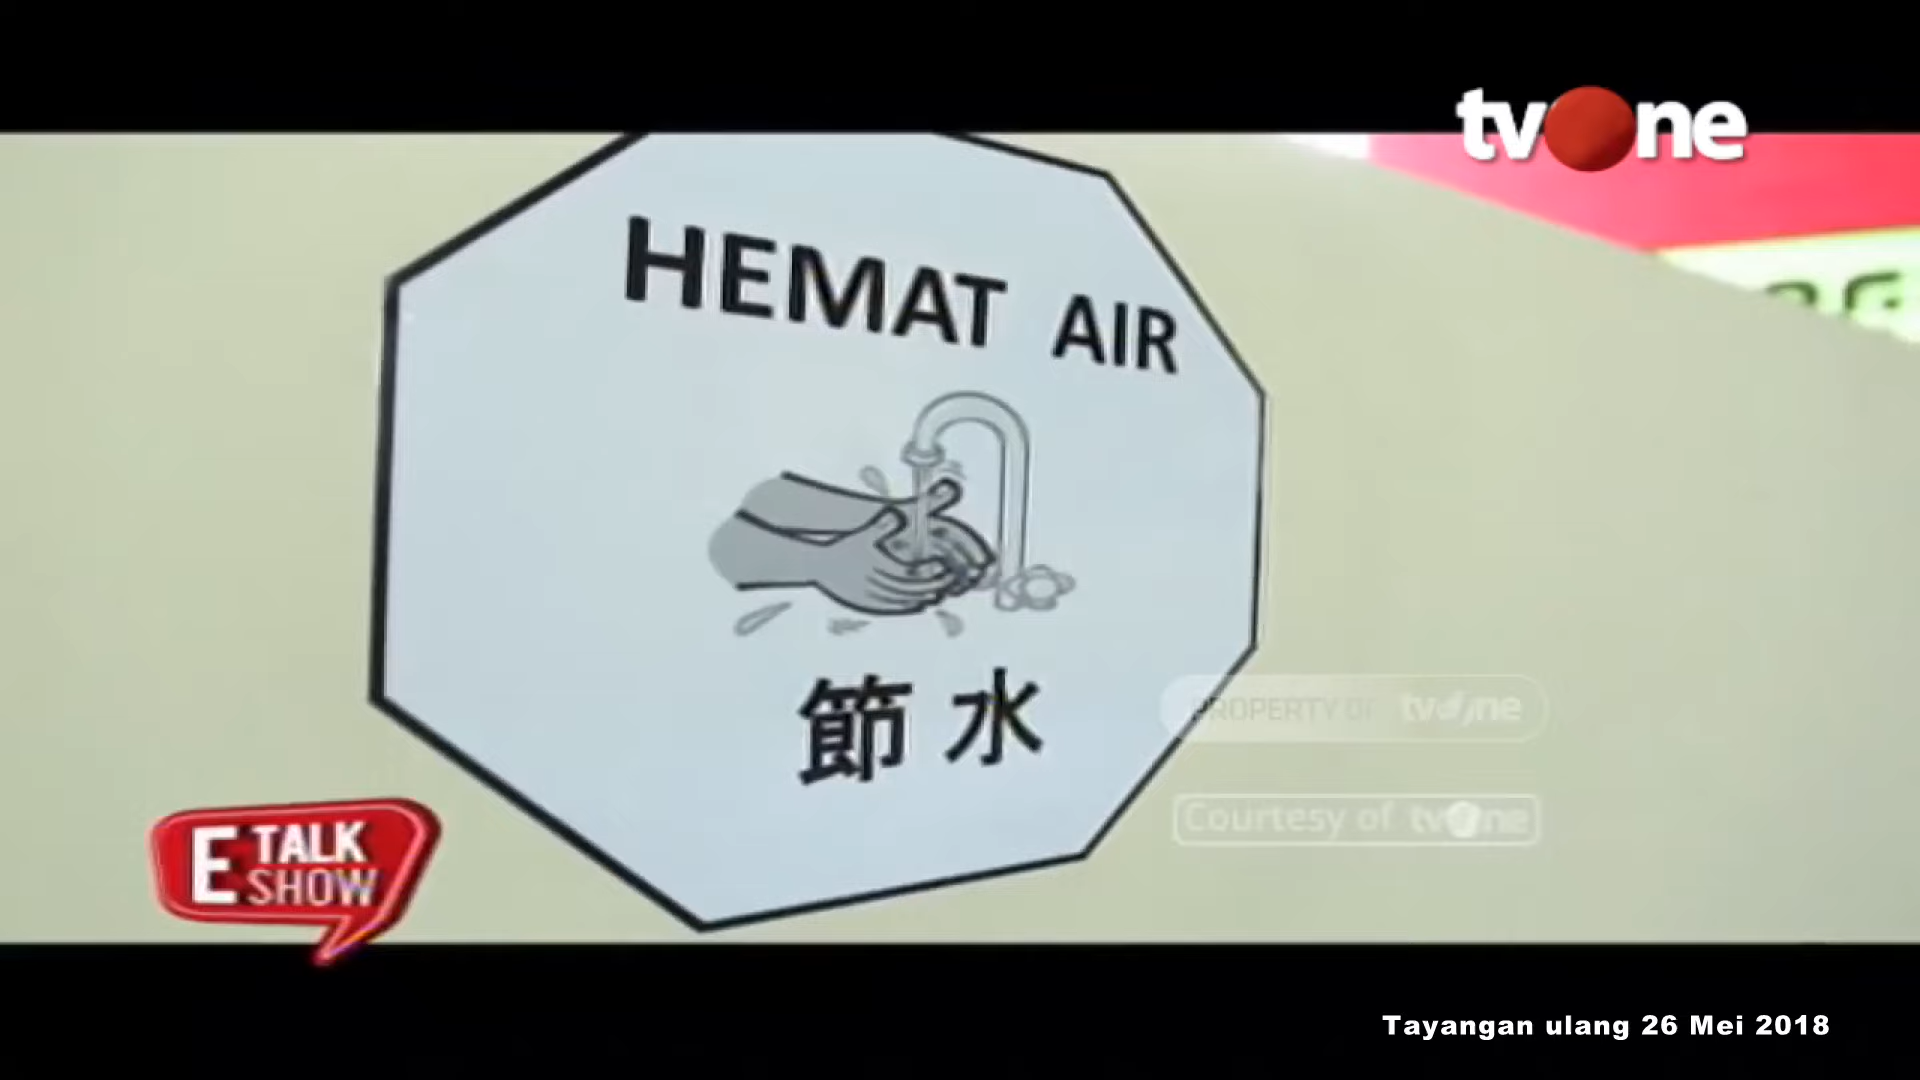 tvOne
HEMAT AIR
節水
PROPERTY OF tvOne
Courtesy of tvOne
E TALK
SHOW
Tayangan ulang 26 Mei 2018